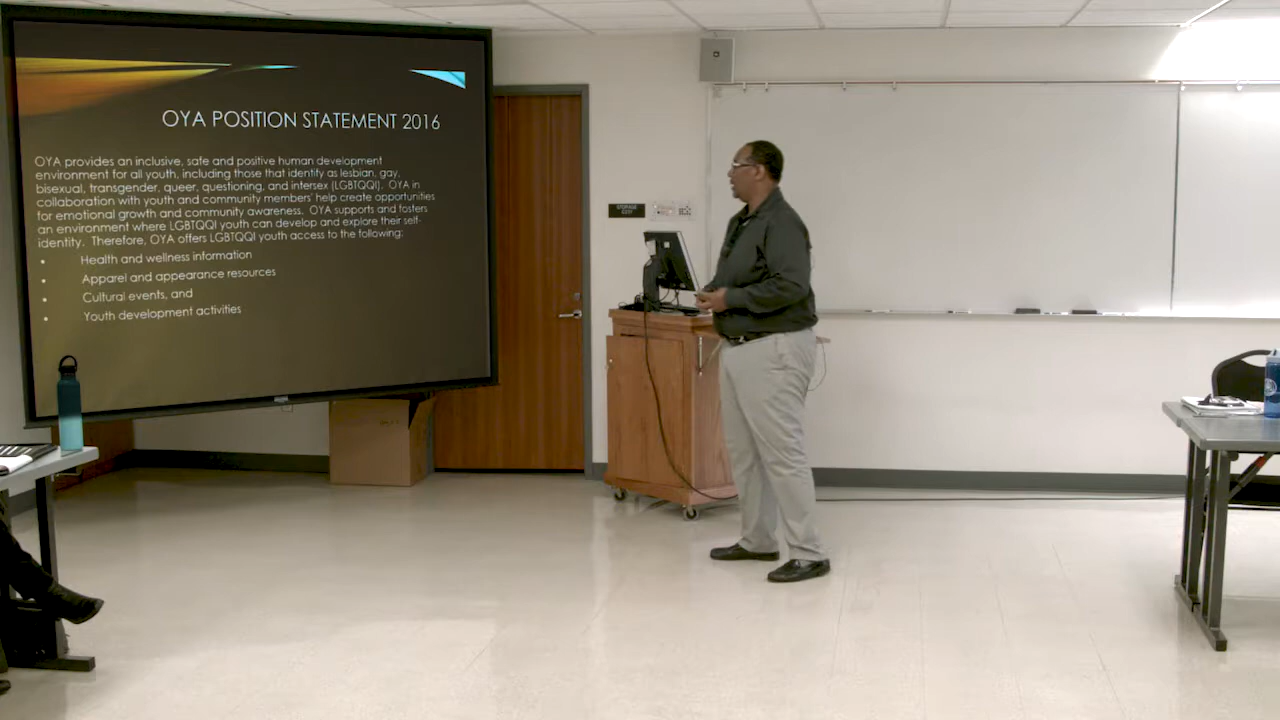 OYA POSITION STATEMENT 2016
OYA provides an inclusive, safe and positive human development
environment for all youth, including those that identify as lesbian, gay,
bisexual, transgender, queer, questioning, and intersex (LGBTQQI). OYA in
collaboration with youth and community members' help create opportunities
for emotional growth and community awareness. OYA supports and fosters
an environment where LGBTQQI youth can develop and explore their self-
identity. Therefore, OYA offers LGBTQQI youth access to the following:
• Health and wellness information
• Apparel and appearance resources
• Cultural events, and
• Youth development activities